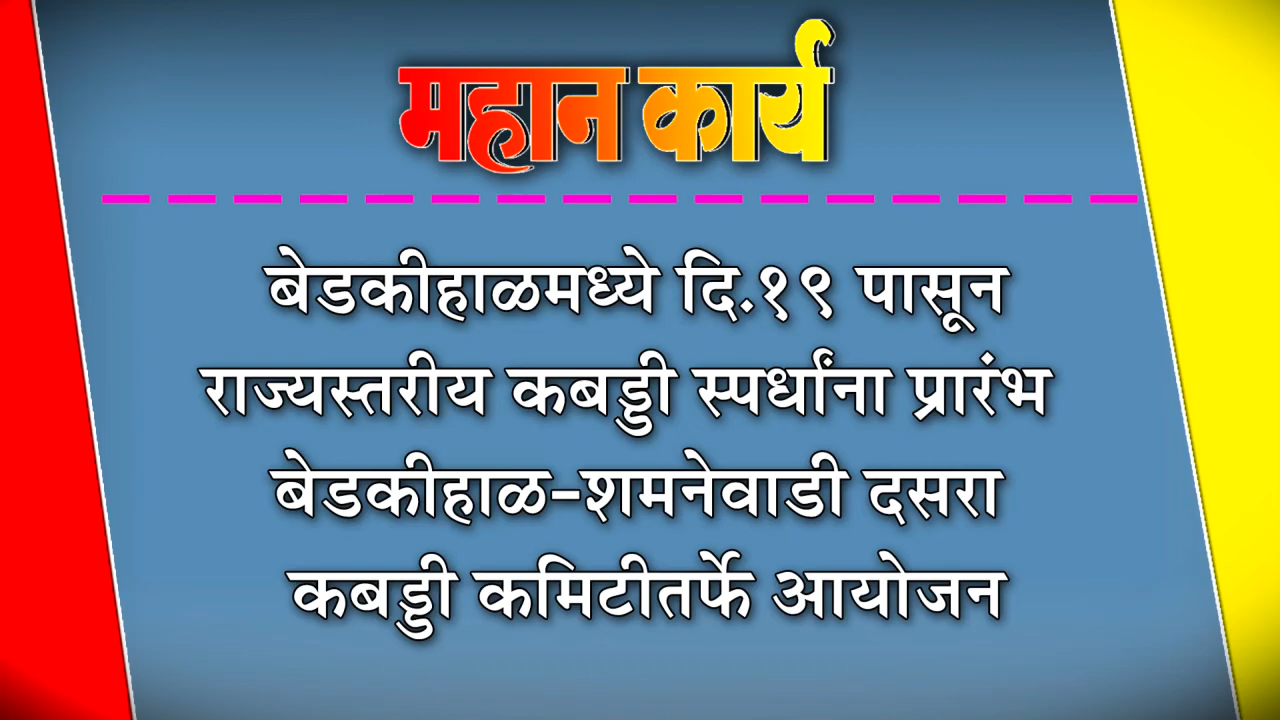 महान कार्य
बेडकीहाळमध्ये दि.१९ पासून
राज्यस्तरीय कबड्डी स्पर्धांना प्रारंभ
बेडकीहाळ-शमनेवाडी दसरा
कबड्डी कमिटीतर्फे आयोजन